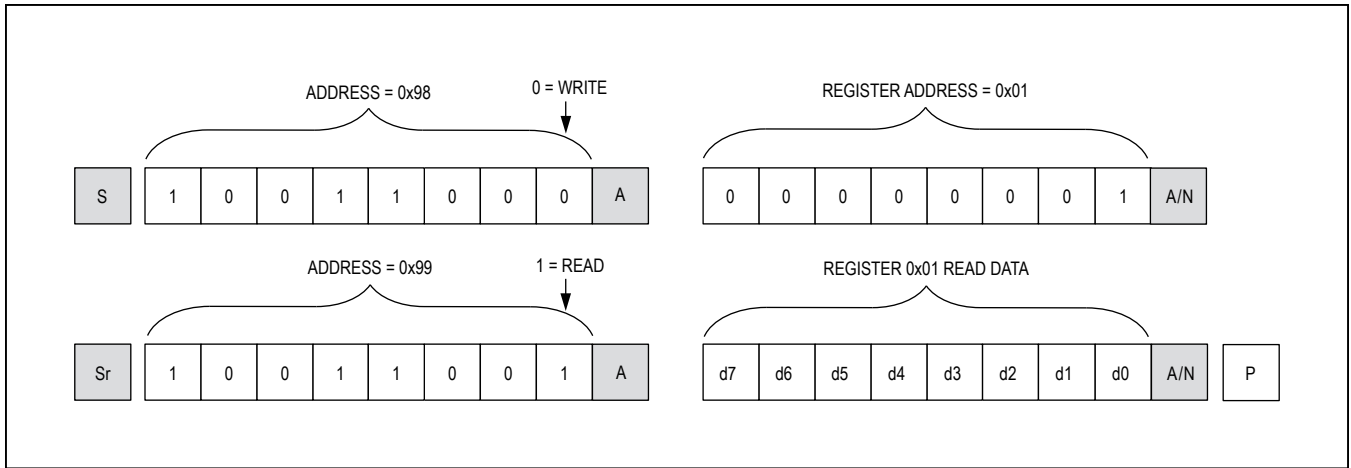 ADDRESS = 0x98 0 = WRITE REGISTER ADDRESS = 0x01
S 1 0 0 1 1 0 0 0 A 0 0 0 0 0 0 0 1 A/N
ADDRESS = 0x99 1 = READ REGISTER 0x01 READ DATA
Sr 1 0 0 1 1 0 0 1 A d7 d6 d5 d4 d3 d2 d1 d0 A/N P